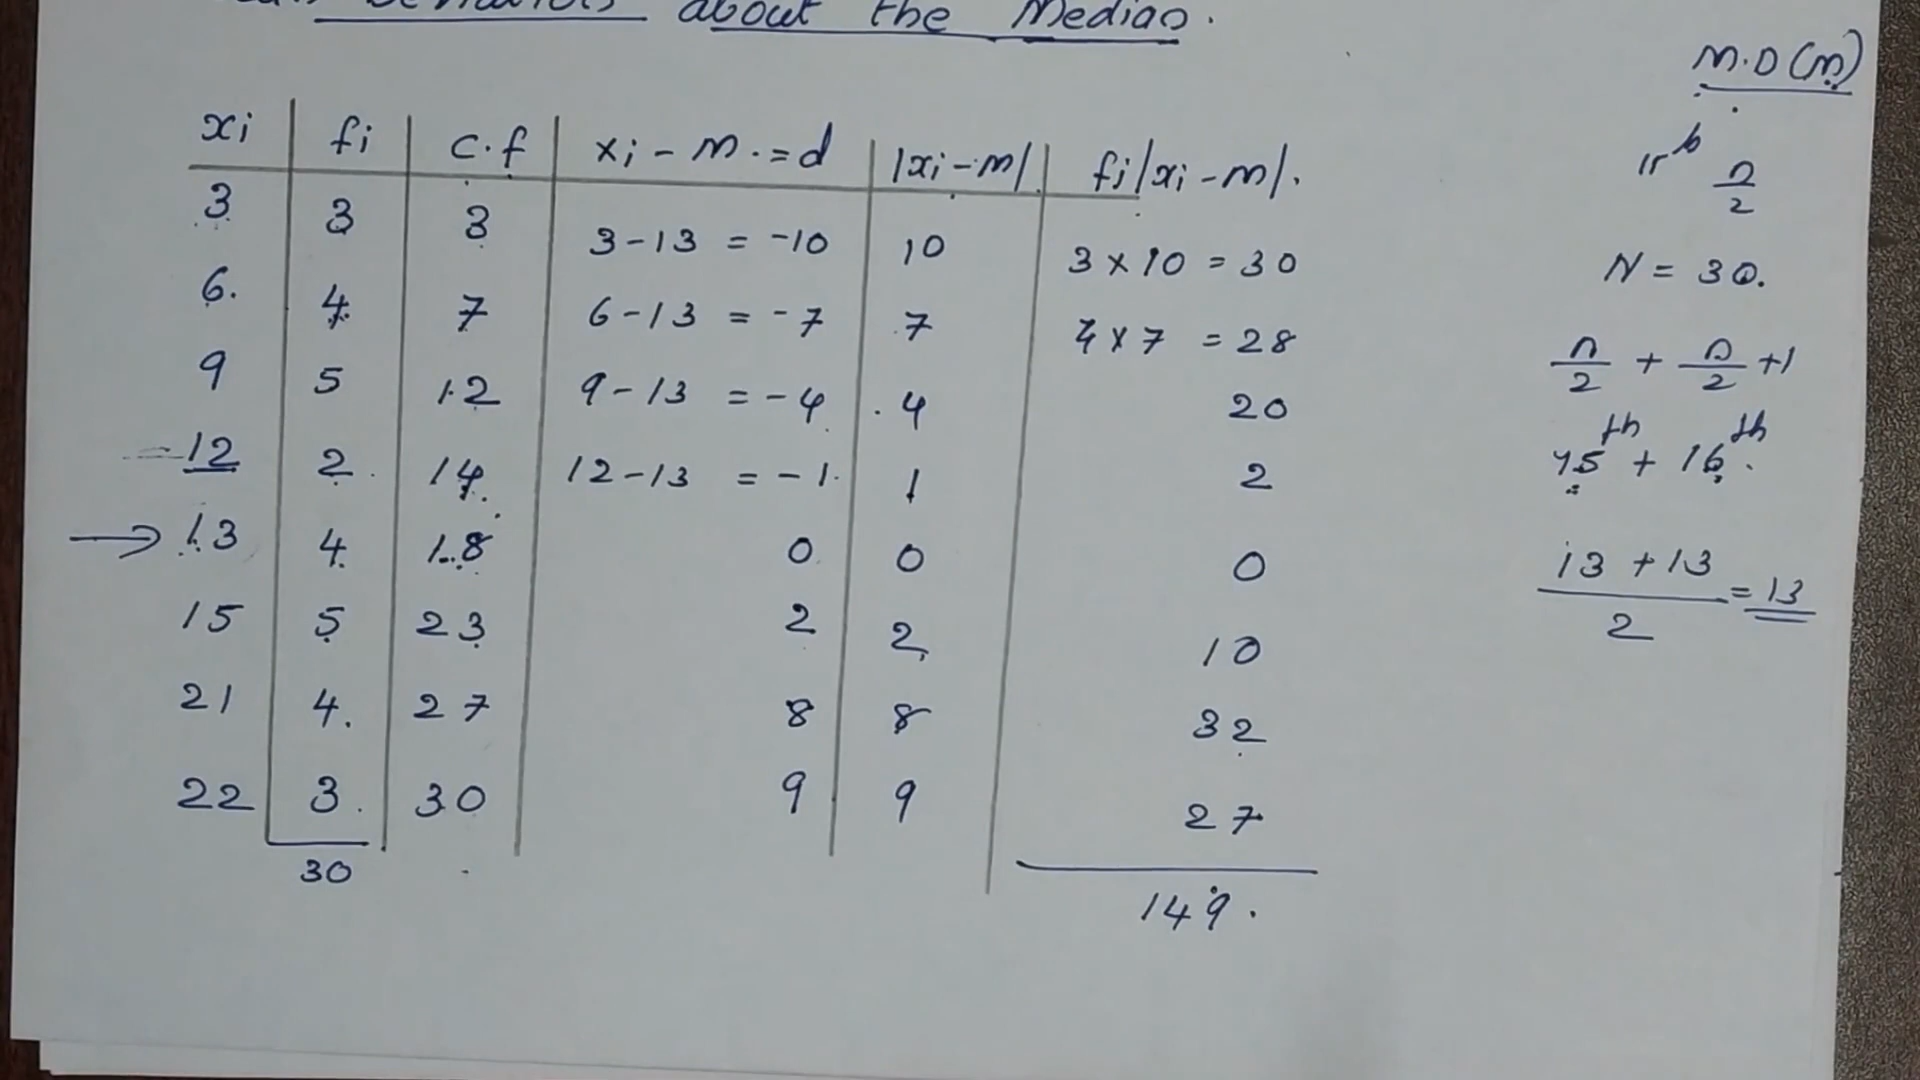 Deviations about the Median.
M.D (M)
xi fi c.f xi - m. = d |xi - m| fi|xi - m|.
3 3 3 3-13 = -10 10 3 x 10 = 30
6. 4 7 6-13 = -7 7 4 x 7 = 28
9 5 12 9-13 = -4 4 20
12 2 14 12-13 = -1 1 2
→ 13 4 18 0 0 0
15 5 23 2 2 10
21 4 27 8 8 32
22 3 30 9 9 27
30 149.
n/2
N = 30.
n/2 + n/2 +1
15th + 16th
13 + 13 / 2 = 13